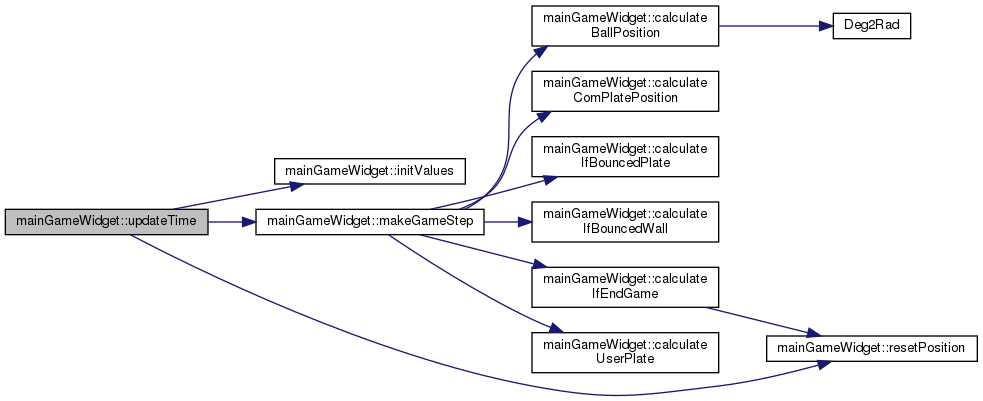 mainGameWidget::updateTime
mainGameWidget::initValues
mainGameWidget::makeGameStep
mainGameWidget::calculate
BallPosition
mainGameWidget::calculate
ComPlatePosition
mainGameWidget::calculate
IfBouncedPlate
mainGameWidget::calculate
IfBouncedWall
mainGameWidget::calculate
IfEndGame
mainGameWidget::calculate
UserPlate
Deg2Rad
mainGameWidget::resetPosition